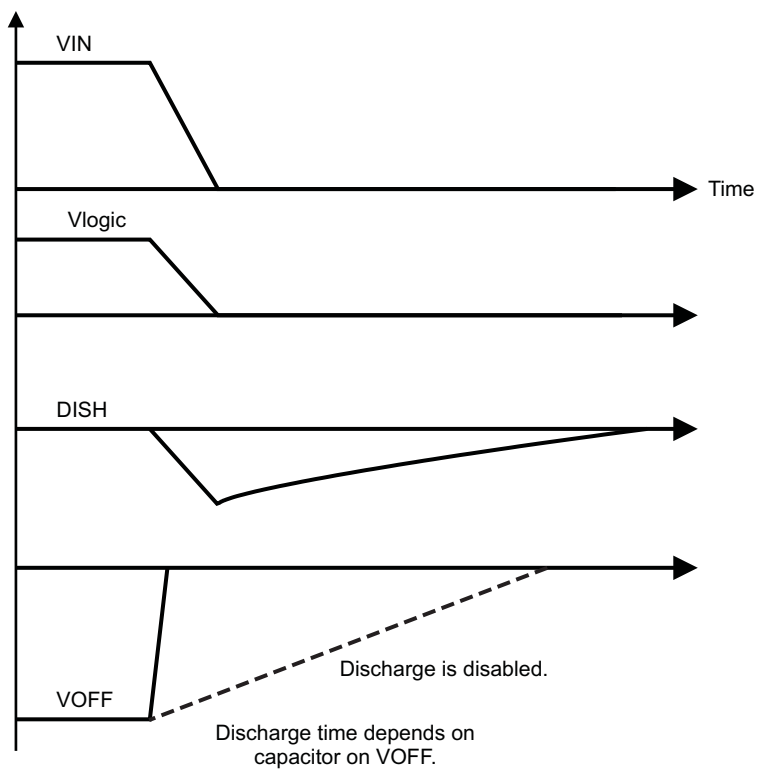 VIN
Time
Vlogic
DISH
Discharge is disabled.
VOFF
Discharge time depends on
capacitor on VOFF.